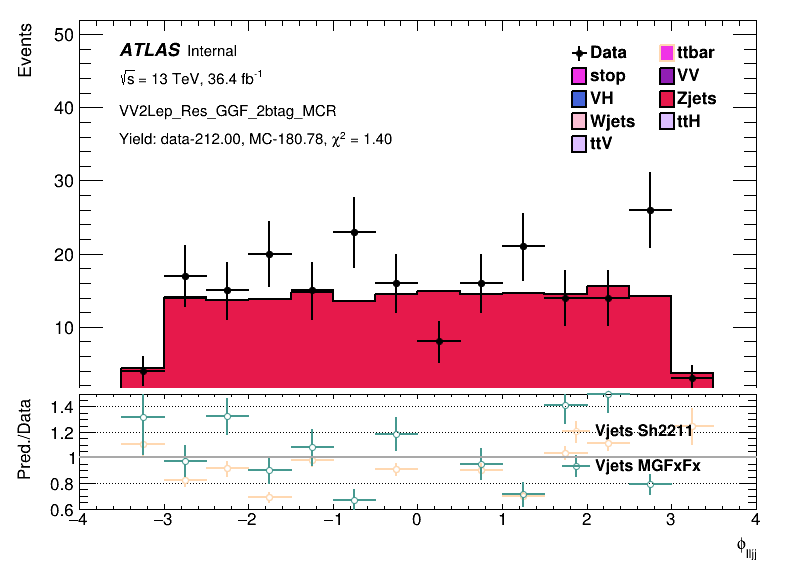 Events
50
40
30
20
10
ATLAS Internal
√s = 13 TeV, 36.4 fb⁻¹
VV2Lep_Res_GGF_2btag_MCR
Yield: data-212.00, MC-180.78, χ² = 1.40
Data
ttbar
stop
VV
VH
Zjets
Wjets
ttH
ttV
Pred./Data
1.4
1.2
1
0.8
0.6
Vjets Sh2211
Vjets MGFxFx
−4 −3 −2 −1 0 1 2 3 4
ϕlljj